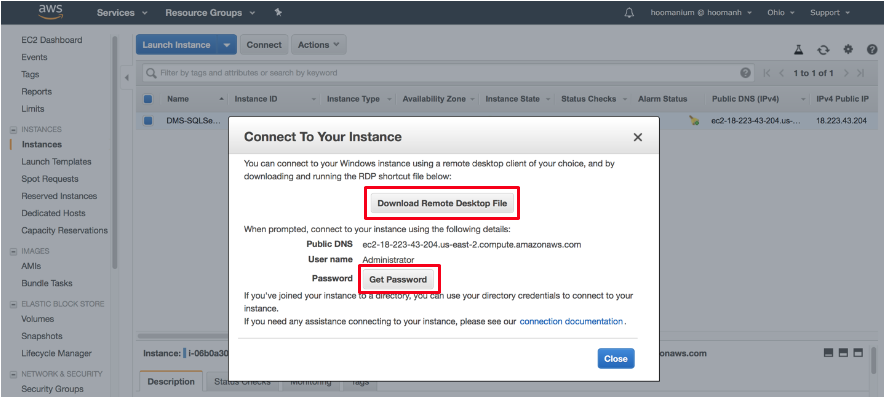 aws
Services
Resource Groups
hoomanium @ hoomanh
Ohio
Support
EC2 Dashboard
Events
Tags
Reports
Limits
INSTANCES
Instances
Launch Templates
Spot Requests
Reserved Instances
Dedicated Hosts
Capacity Reservations
IMAGES
AMIs
Bundle Tasks
ELASTIC BLOCK STORE
Volumes
Snapshots
Lifecycle Manager
NETWORK & SECURITY
Security Groups
Launch Instance
Connect
Actions
Filter by tags and attributes or search by keyword
1 to 1 of 1
Name
Instance ID
Instance Type
Availability Zone
Instance State
Status Checks
Alarm Status
Public DNS (IPv4)
IPv4 Public IP
DMS-SQLSe...
ec2-18-223-43-204.us-...
18.223.43.204
Connect To Your Instance
You can connect to your Windows instance using a remote desktop client of your choice, and by
downloading and running the RDP shortcut file below:
Download Remote Desktop File
When prompted, connect to your instance using the following details:
Public DNS ec2-18-223-43-204.us-east-2.compute.amazonaws.com
User name Administrator
Password Get Password
If you've joined your instance to a directory, you can use your directory credentials to connect to your
instance.
If you need any assistance connecting to your instance, please see our connection documentation.
Close
Instance: i-06b0a30
onaws.com
Description
Status Checks
Monitoring
Tags